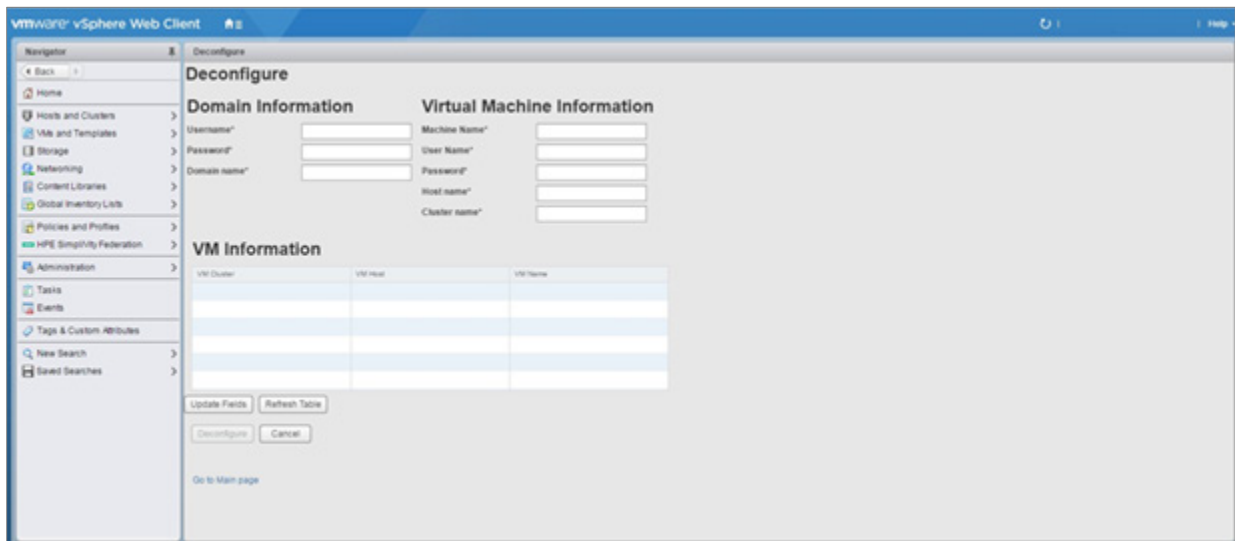 vmware vSphere Web Client
Help
Navigator
Deconfigure
Back
Home
Hosts and Clusters
VMs and Templates
Storage
Networking
Content Libraries
Global Inventory Lists
Policies and Profiles
HPE SimpliVity Federation
Administration
Tasks
Events
Tags & Custom Attributes
New Search
Saved Searches
Deconfigure
Domain Information
Username*
Password*
Domain name*
Virtual Machine Information
Machine Name*
User Name*
Password*
Host name*
Cluster name*
VM Information
VM Cluster VM Host VM Name
Update Fields Refresh Table
Deconfigure Cancel
Go to Main page